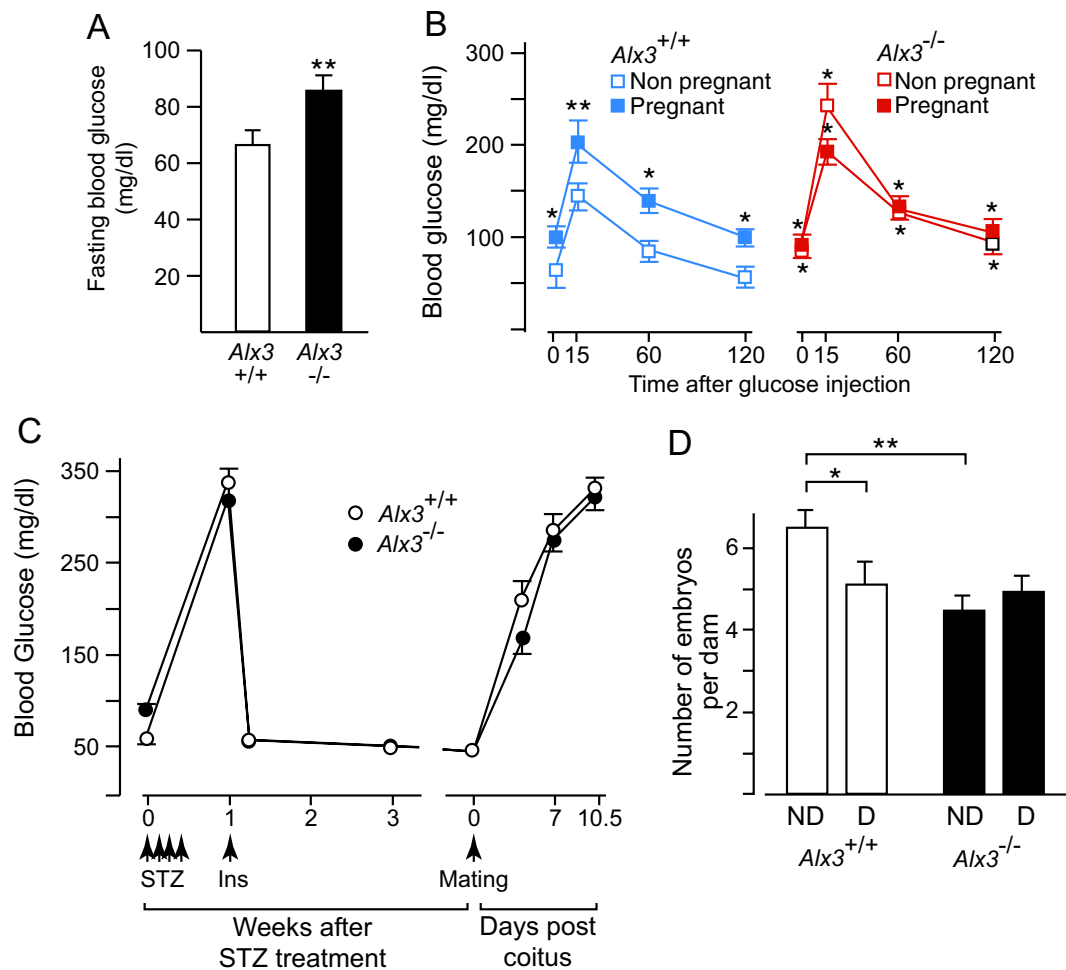 A
Fasting blood glucose
(mg/dl)
100
80
60
40
20
**
Alx3
+/+
Alx3
-/-
B
Blood glucose (mg/dl)
300
200
100
Alx3+/+
Non pregnant
Pregnant
Alx3-/-
Non pregnant
Pregnant
*
**
*
*
*
*
*
*
*
*
*
*
0 15 60 120
0 15 60 120
Time after glucose injection
C
Blood Glucose (mg/dl)
350
250
150
50
Alx3+/+
Alx3-/-
0 1 2 3 0 7 10.5
STZ Ins Mating
Weeks after
STZ treatment
Days post
coitus
D
Number of embryos
per dam
6
4
2
**
*
ND D ND D
Alx3+/+ Alx3-/-